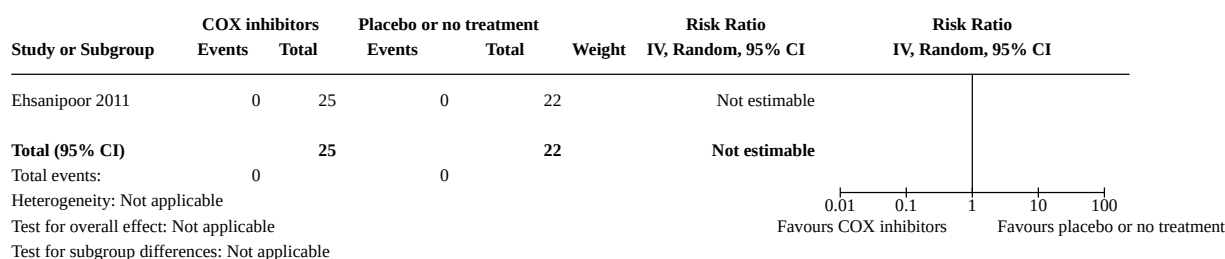 COX inhibitors Placebo or no treatment Risk Ratio Risk Ratio
Study or Subgroup Events Total Events Total Weight IV, Random, 95% CI IV, Random, 95% CI
Ehsanipoor 2011 0 25 0 22 Not estimable
Total (95% CI) 25 22 Not estimable
Total events: 0 0
Heterogeneity: Not applicable
0.01 0.1 1 10 100
Test for overall effect: Not applicable Favours COX inhibitors Favours placebo or no treatment
Test for subgroup differences: Not applicable